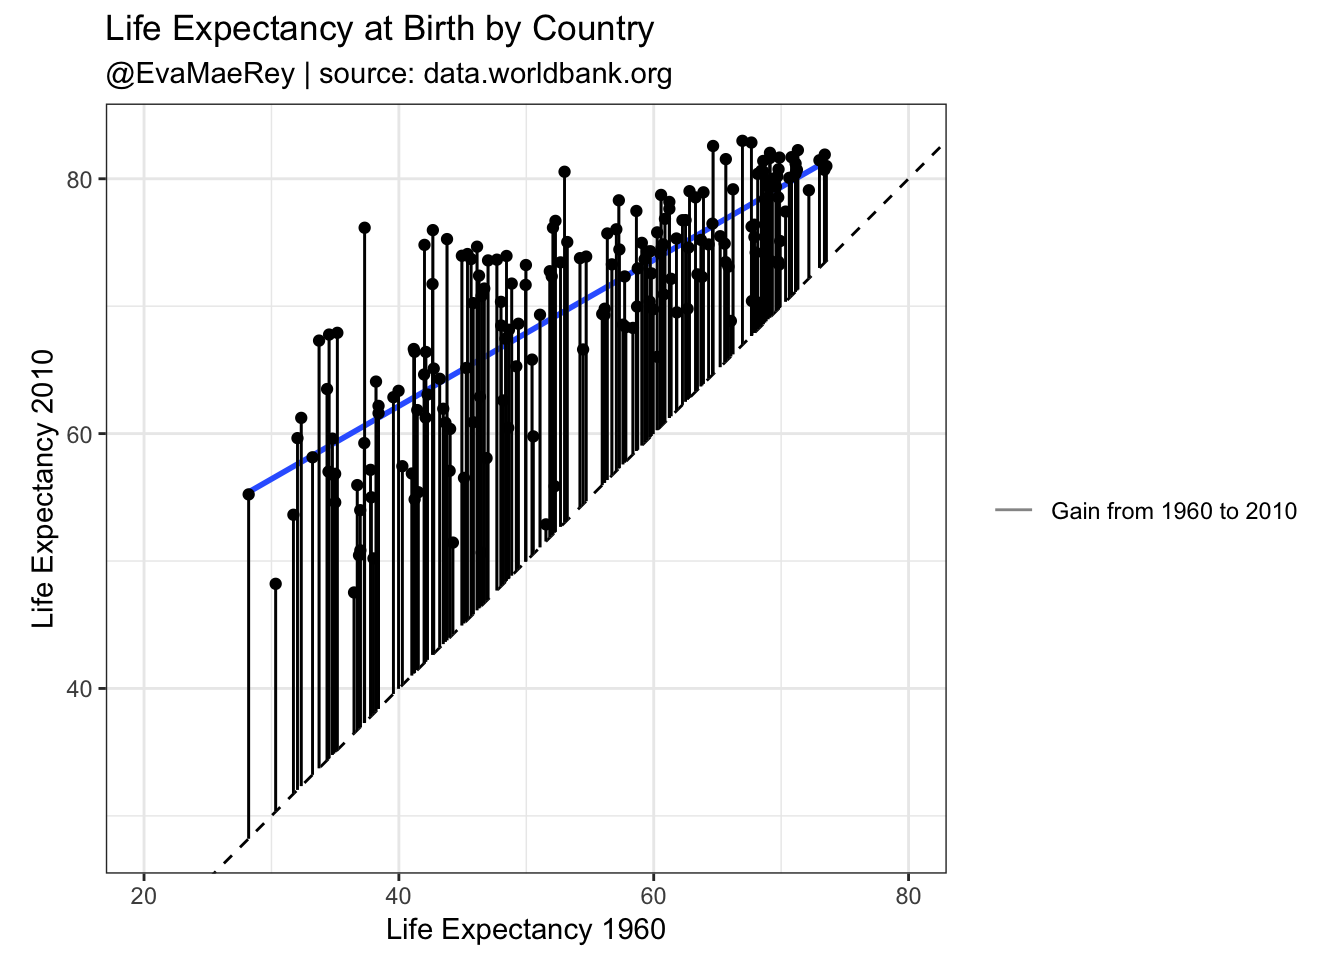 Life Expectancy at Birth by Country
@EvaMaeRey | source: data.worldbank.org
Life Expectancy 2010
80
60
40
20
40
60
80
Life Expectancy 1960
Gain from 1960 to 2010